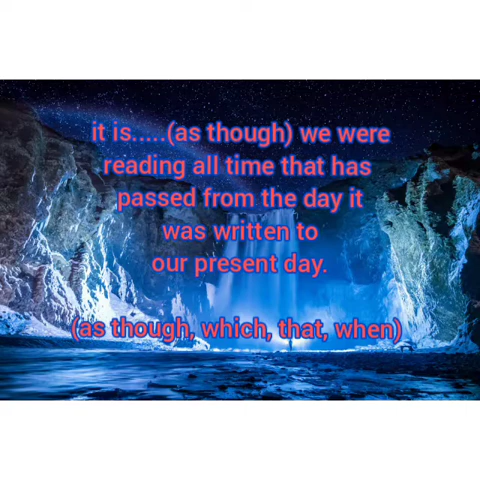 it is.....(as though) we were
reading all time that has
passed from the day it
was written to
our present day.
(as though, which, that, when)